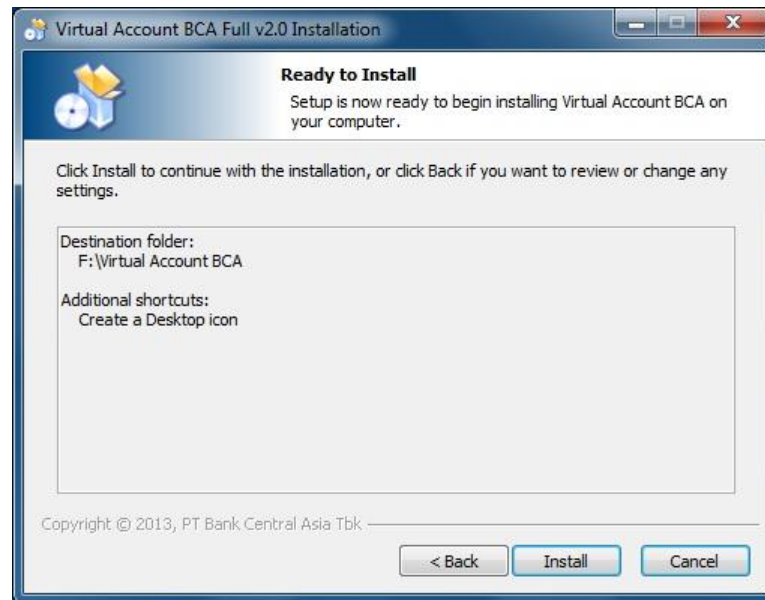 Virtual Account BCA Full v2.0 Installation
Ready to Install
Setup is now ready to begin installing Virtual Account BCA on
your computer.
Click Install to continue with the installation, or click Back if you want to review or change any
settings.
Destination folder:
F:\Virtual Account BCA
Additional shortcuts:
Create a Desktop icon
Copyright © 2013, PT Bank Central Asia Tbk
< Back Install Cancel